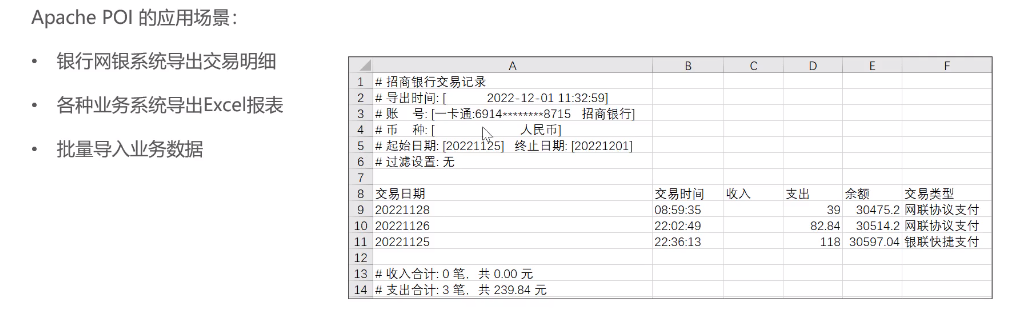 Apache POI 的应用场景：
• 银行网银系统导出交易明细
• 各种业务系统导出Excel报表
• 批量导入业务数据
A B C D E F
1 # 招商银行交易记录
2 # 导出时间: [ 2022-12-01 11:32:59]
3 # 账 号: [一卡通:6914********8715 招商银行]
4 # 币 种: [ 人民币]
5 # 起始日期: [20221125] 终止日期: [20221201]
6 # 过滤设置: 无
7
8 交易日期 交易时间 收入 支出 余额 交易类型
9 20221128 08:59:35 39 30475.2 网联协议支付
10 20221126 22:02:49 82.84 30514.2 网联协议支付
11 20221125 22:36:13 118 30597.04 银联快捷支付
12
13 # 收入合计: 0 笔，共 0.00 元
14 # 支出合计: 3 笔，共 239.84 元